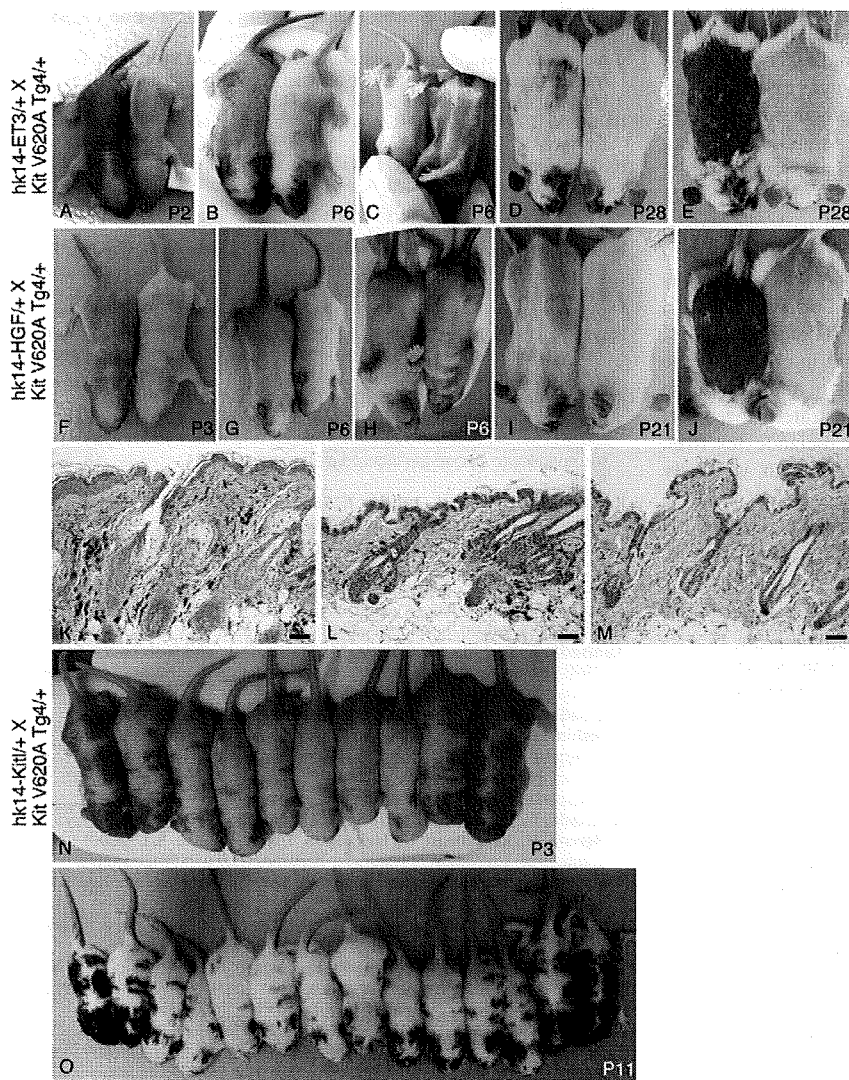 hk14-ET3/+ X
Kit V620A Tg4/+
A P2
B P6
C P6
D P28
E P28
hk14-HGF/+ X
Kit V620A Tg4/+
F P3
G P6
H P6
I P21
J P21
K
L
M
hk14-Kitl/+ X
Kit V620A Tg4/+
N P3
O P11